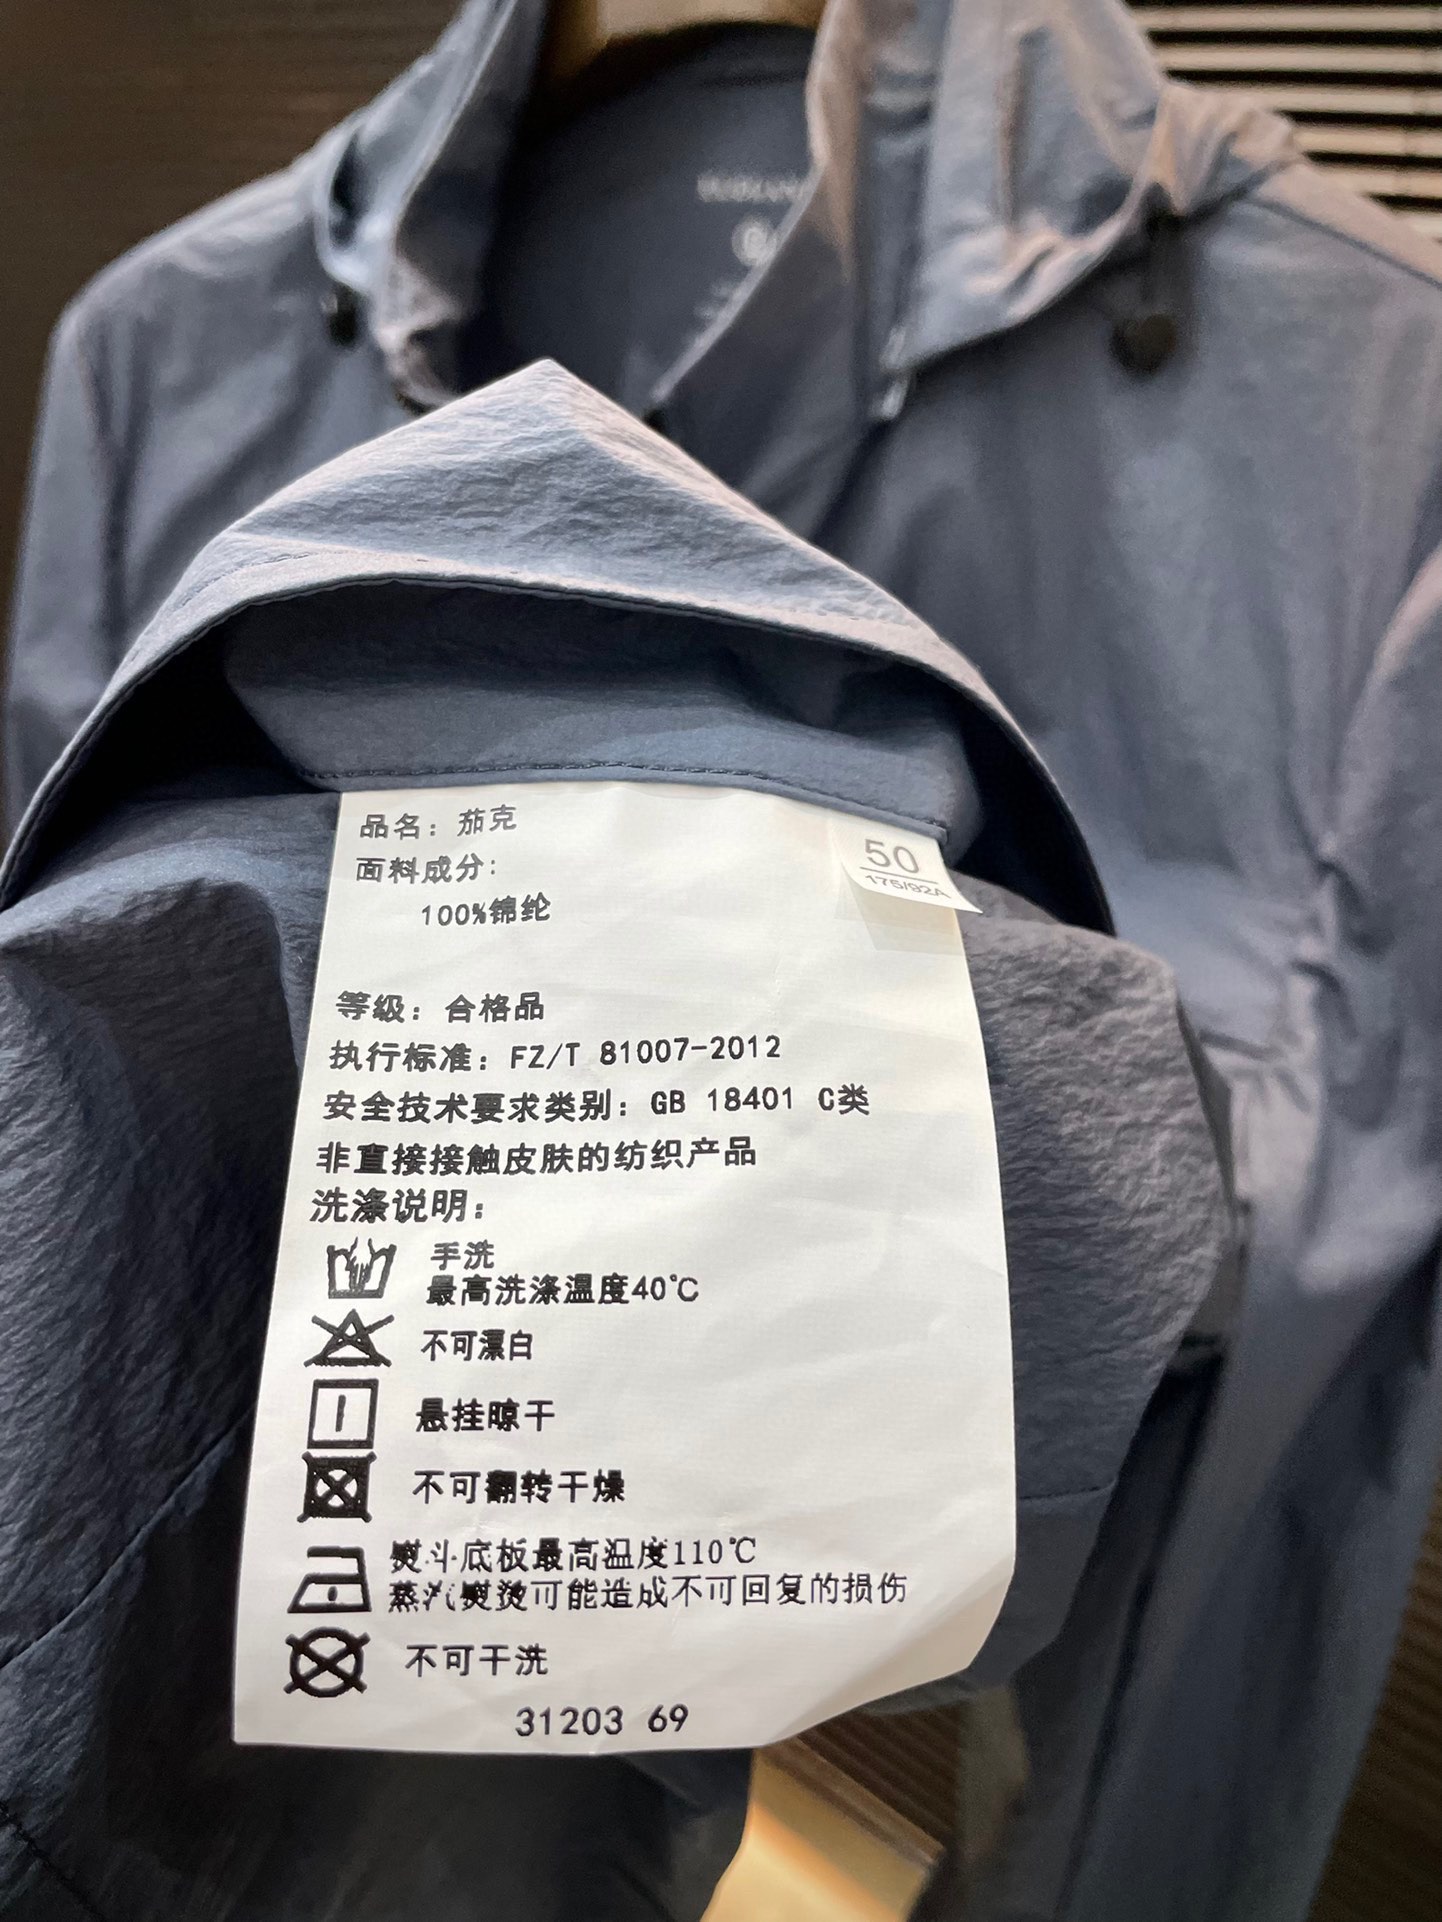 品名：茄克
面料成分：
100%锦纶
50
175/92A
等级：合格品
执行标准：FZ/T 81007-2012
安全技术要求类别：GB 18401 C类
非直接接触皮肤的纺织产品
洗涤说明：
手洗
最高洗涤温度40℃
不可漂白
悬挂晾干
不可翻转干燥
熨斗底板最高温度110℃
蒸汽熨烫可能造成不可回复的损伤
不可干洗
31203 69